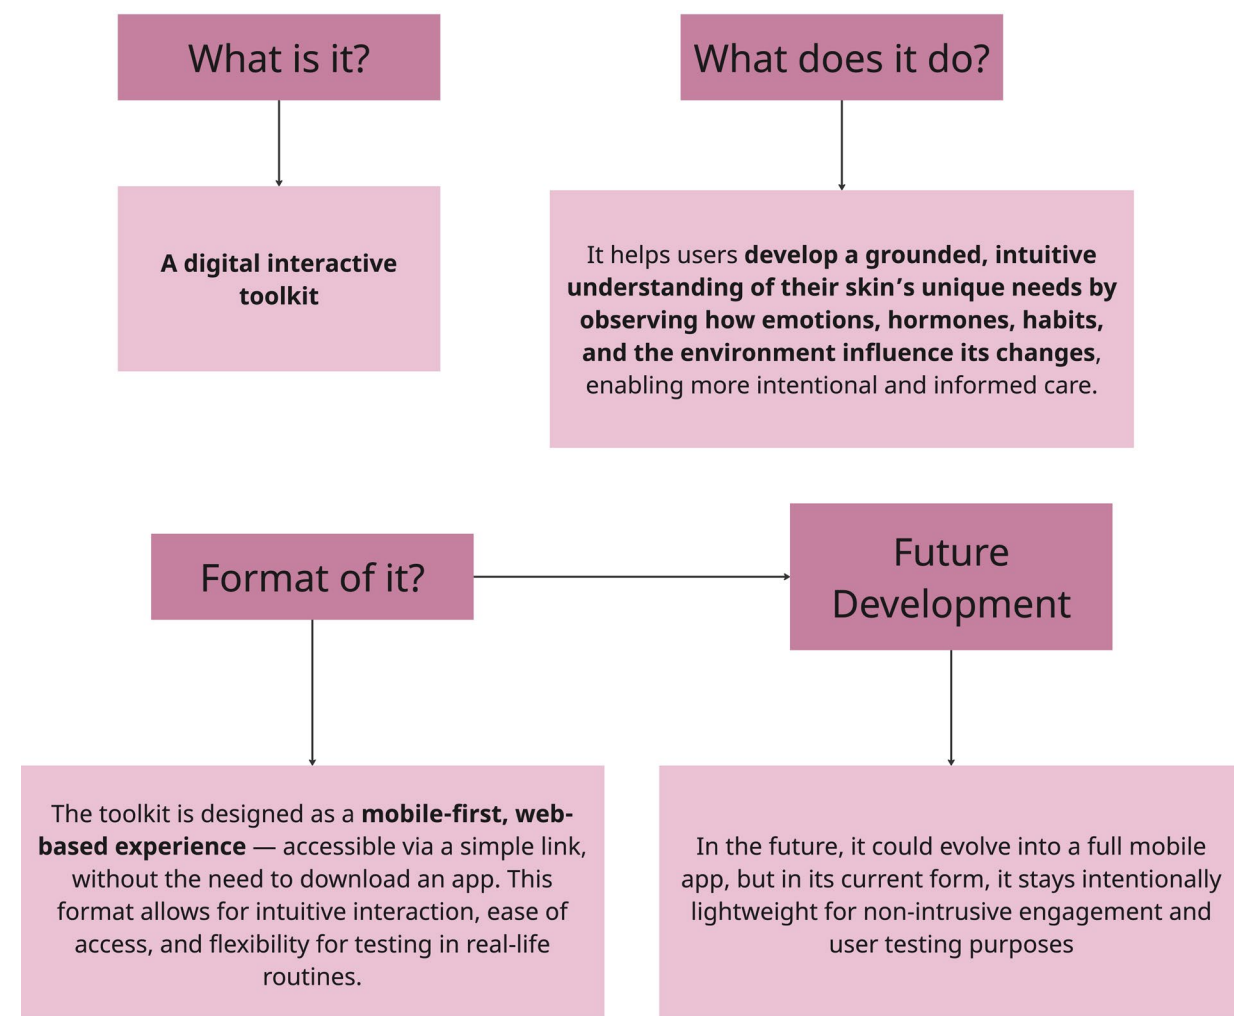 What is it?
What does it do?
A digital interactive
toolkit
It helps users develop a grounded, intuitive
understanding of their skin’s unique needs by
observing how emotions, hormones, habits,
and the environment influence its changes,
enabling more intentional and informed care.
Format of it?
Future
Development
The toolkit is designed as a mobile-first, web-
based experience — accessible via a simple link,
without the need to download an app. This
format allows for intuitive interaction, ease of
access, and flexibility for testing in real-life
routines.
In the future, it could evolve into a full mobile
app, but in its current form, it stays intentionally
lightweight for non-intrusive engagement and
user testing purposes